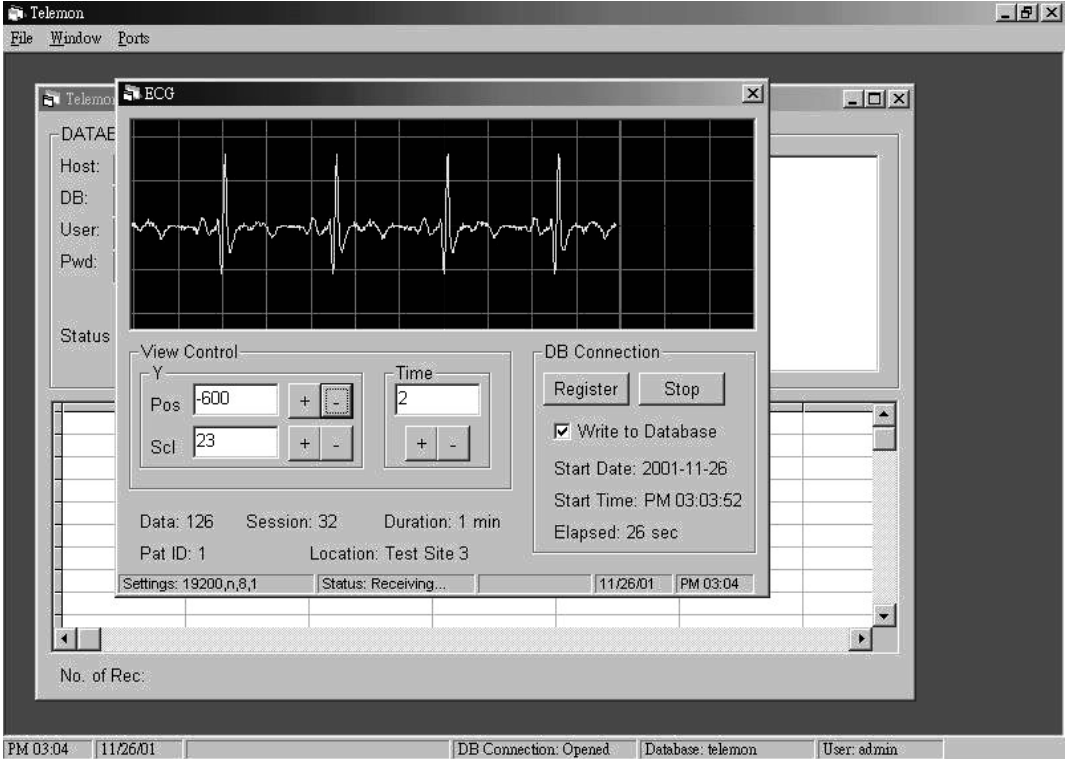 Telemon
File Window Ports
Telemo
ECG
DATAB
Host:
DB:
User:
Pwd:
Status
View Control
Y
Pos -600 + -
Scl 23 + -
Time
2
+ -
DB Connection
Register Stop
Write to Database
Start Date: 2001-11-26
Start Time: PM 03:03:52
Elapsed: 26 sec
Data: 126 Session: 32 Duration: 1 min
Pat ID: 1 Location: Test Site 3
Settings: 19200,n,8,1 Status: Receiving... 11/26/01 PM 03:04
No. of Rec:
PM 03:04 11/26/01 DB Connection: Opened Database: telemon User: admin